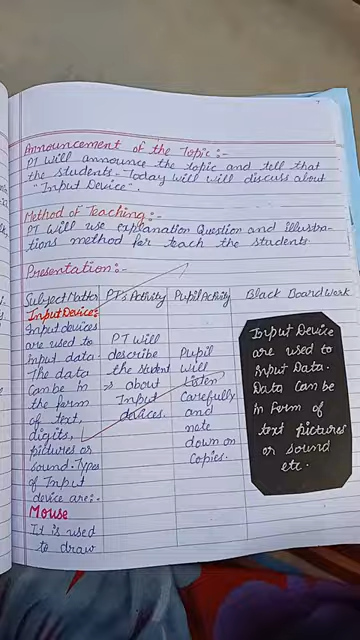 Announcement of the Topic:-
PT will announce the topic and tell that
the students - Today will will discuss about
"Input Device".
Method of Teaching:-
PT will use explanation Question and illustra-
tions method for teach the students
Presentation:-
Subject Matter
Input Devices:
Input devices
are used to
input data.
The data
can be in
the form
of text,
digits,
pictures or
sound. Types
of Input
device are:-
Mouse
It is used
to draw
PT's Activity
PT will
describe
the student
about
Input
devices.
Pupil Activity
Pupil
will
listen
carefully
and
note
down on
copies.
Black Board Work
Input Device
are used to
Input Data.
Data can be
in form of
text pictures
or sound
etc.